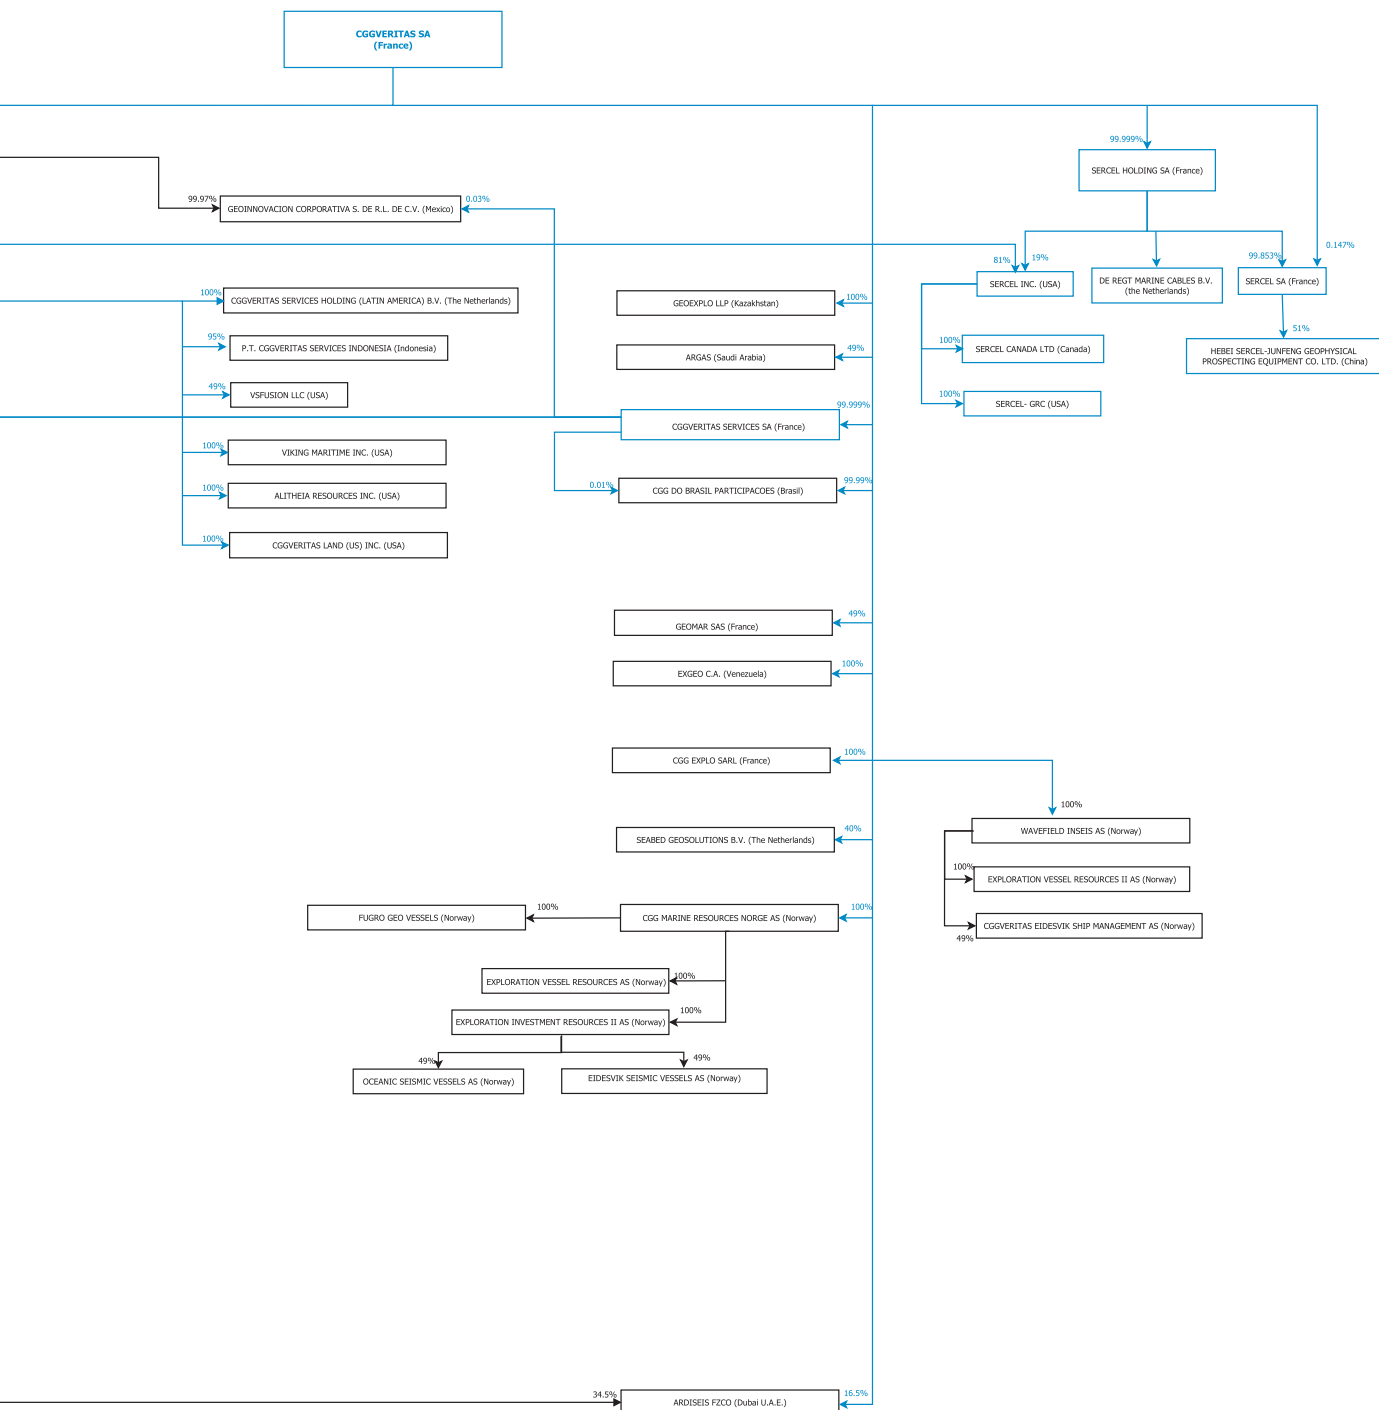 CGGVERITAS SA
(France)
99.999%
SERCEL HOLDING SA (France)
99.97%
GEOINNOVACION CORPORATIVA S. DE R.L. DE C.V. (Mexico)
0.03%
0.147%
81%
19%
99.853%
SERCEL INC. (USA)
DE REGT MARINE CABLES B.V.
(the Netherlands)
SERCEL SA (France)
100%
CGGVERITAS SERVICES HOLDING (LATIN AMERICA) B.V. (The Netherlands)
GEOEXPLO LLP (Kazakhstan)
100%
51%
95%
P.T. CGGVERITAS SERVICES INDONESIA (Indonesia)
ARGAS (Saudi Arabia)
49%
100%
SERCEL CANADA LTD (Canada)
HEBEI SERCEL-JUNFENG GEOPHYSICAL
PROSPECTING EQUIPMENT CO. LTD. (China)
49%
VSFUSION LLC (USA)
99.999%
100%
SERCEL- GRC (USA)
CGGVERITAS SERVICES SA (France)
100%
VIKING MARITIME INC. (USA)
100%
ALITHEIA RESOURCES INC. (USA)
0.01%
CGG DO BRASIL PARTICIPACOES (Brasil)
99.99%
100%
CGGVERITAS LAND (US) INC. (USA)
GEOMAR SAS (France)
49%
EXGEO C.A. (Venezuela)
100%
CGG EXPLO SARL (France)
100%
100%
SEABED GEOSOLUTIONS B.V. (The Netherlands)
40%
WAVEFIELD INSEIS AS (Norway)
100%
EXPLORATION VESSEL RESOURCES II AS (Norway)
FUGRO GEO VESSELS (Norway)
100%
CGG MARINE RESOURCES NORGE AS (Norway)
100%
CGGVERITAS EIDESVIK SHIP MANAGEMENT AS (Norway)
49%
EXPLORATION VESSEL RESOURCES AS (Norway)
100%
EXPLORATION INVESTMENT RESOURCES II AS (Norway)
100%
49%
49%
OCEANIC SEISMIC VESSELS AS (Norway)
EIDESVIK SEISMIC VESSELS AS (Norway)
34.5%
ARDISEIS FZCO (Dubai U.A.E.)
16.5%